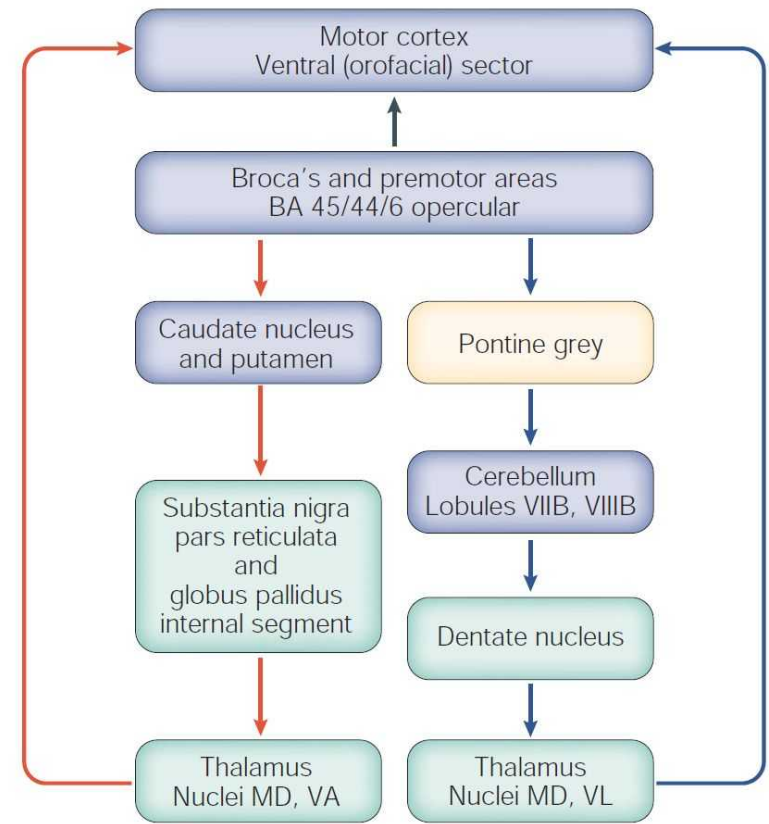 Motor cortex
Ventral (orofacial) sector
Broca's and premotor areas
BA 45/44/6 opercular
Caudate nucleus
and putamen
Pontine grey
Substantia nigra
pars reticulata
and
globus pallidus
internal segment
Cerebellum
Lobules VIIB, VIIIB
Dentate nucleus
Thalamus
Nuclei MD, VA
Thalamus
Nuclei MD, VL